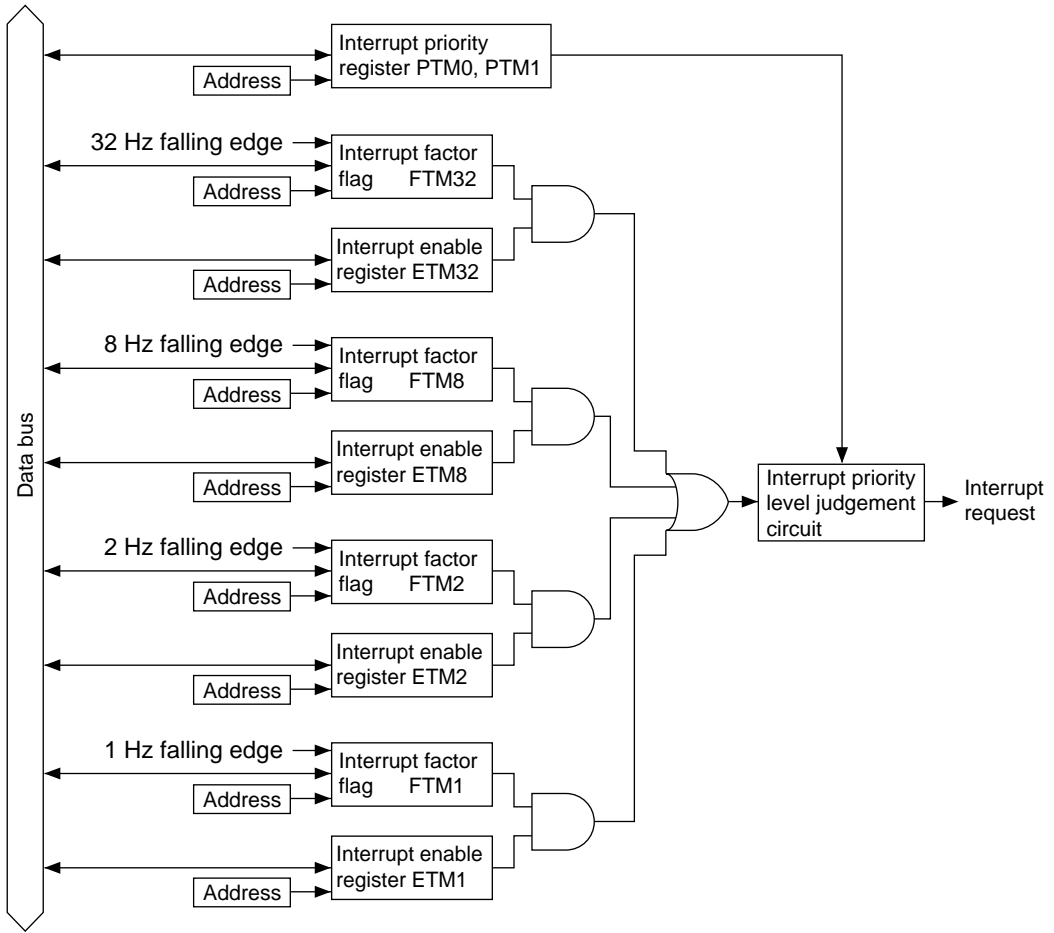 Interrupt priority
register PTM0, PTM1
Address
32 Hz falling edge
Interrupt factor
flag FTM32
Address
Interrupt enable
register ETM32
Address
8 Hz falling edge
Interrupt factor
flag FTM8
Address
Interrupt enable
register ETM8
Address
Data bus
Interrupt priority
level judgement
circuit
Interrupt
request
2 Hz falling edge
Interrupt factor
flag FTM2
Address
Interrupt enable
register ETM2
Address
1 Hz falling edge
Interrupt factor
flag FTM1
Address
Interrupt enable
register ETM1
Address